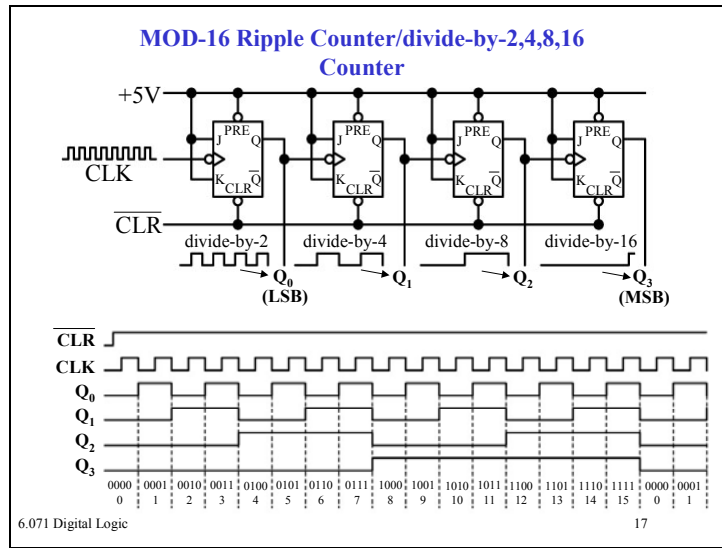 MOD-16 Ripple Counter/divide-by-2,4,8,16
Counter
+5V
PRE PRE PRE PRE
J Q J Q J Q J Q
CLK
K Q K Q K Q K Q
CLR CLR CLR CLR
CLR
divide-by-2 divide-by-4 divide-by-8 divide-by-16
Q0 Q1 Q2 Q3
(LSB) (MSB)
CLR
CLK
Q0
Q1
Q2
Q3
0000 0001 0010 0011 0100 0101 0110 0111 1000 1001 1010 1011 1100 1101 1110 1111 0000 0001
0 1 2 3 4 5 6 7 8 9 10 11 12 13 14 15 0 1
6.071 Digital Logic 17